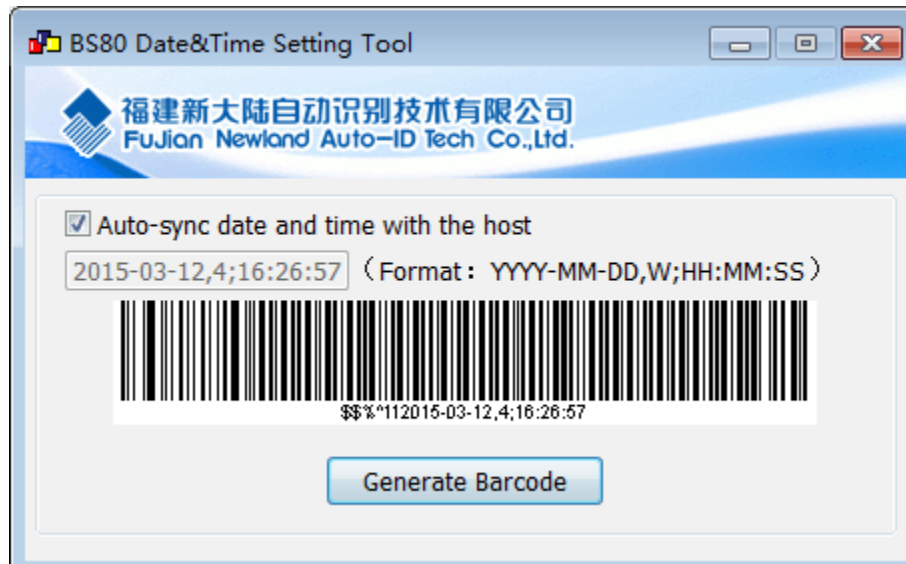 BS80 Date&Time Setting Tool
福建新大陆自动识别技术有限公司
FuJian Newland Auto-ID Tech Co.,Ltd.
Auto-sync date and time with the host
2015-03-12,4;16:26:57 （Format：YYYY-MM-DD,W;HH:MM:SS）
$$%^112015-03-12,4;16:26:57
Generate Barcode